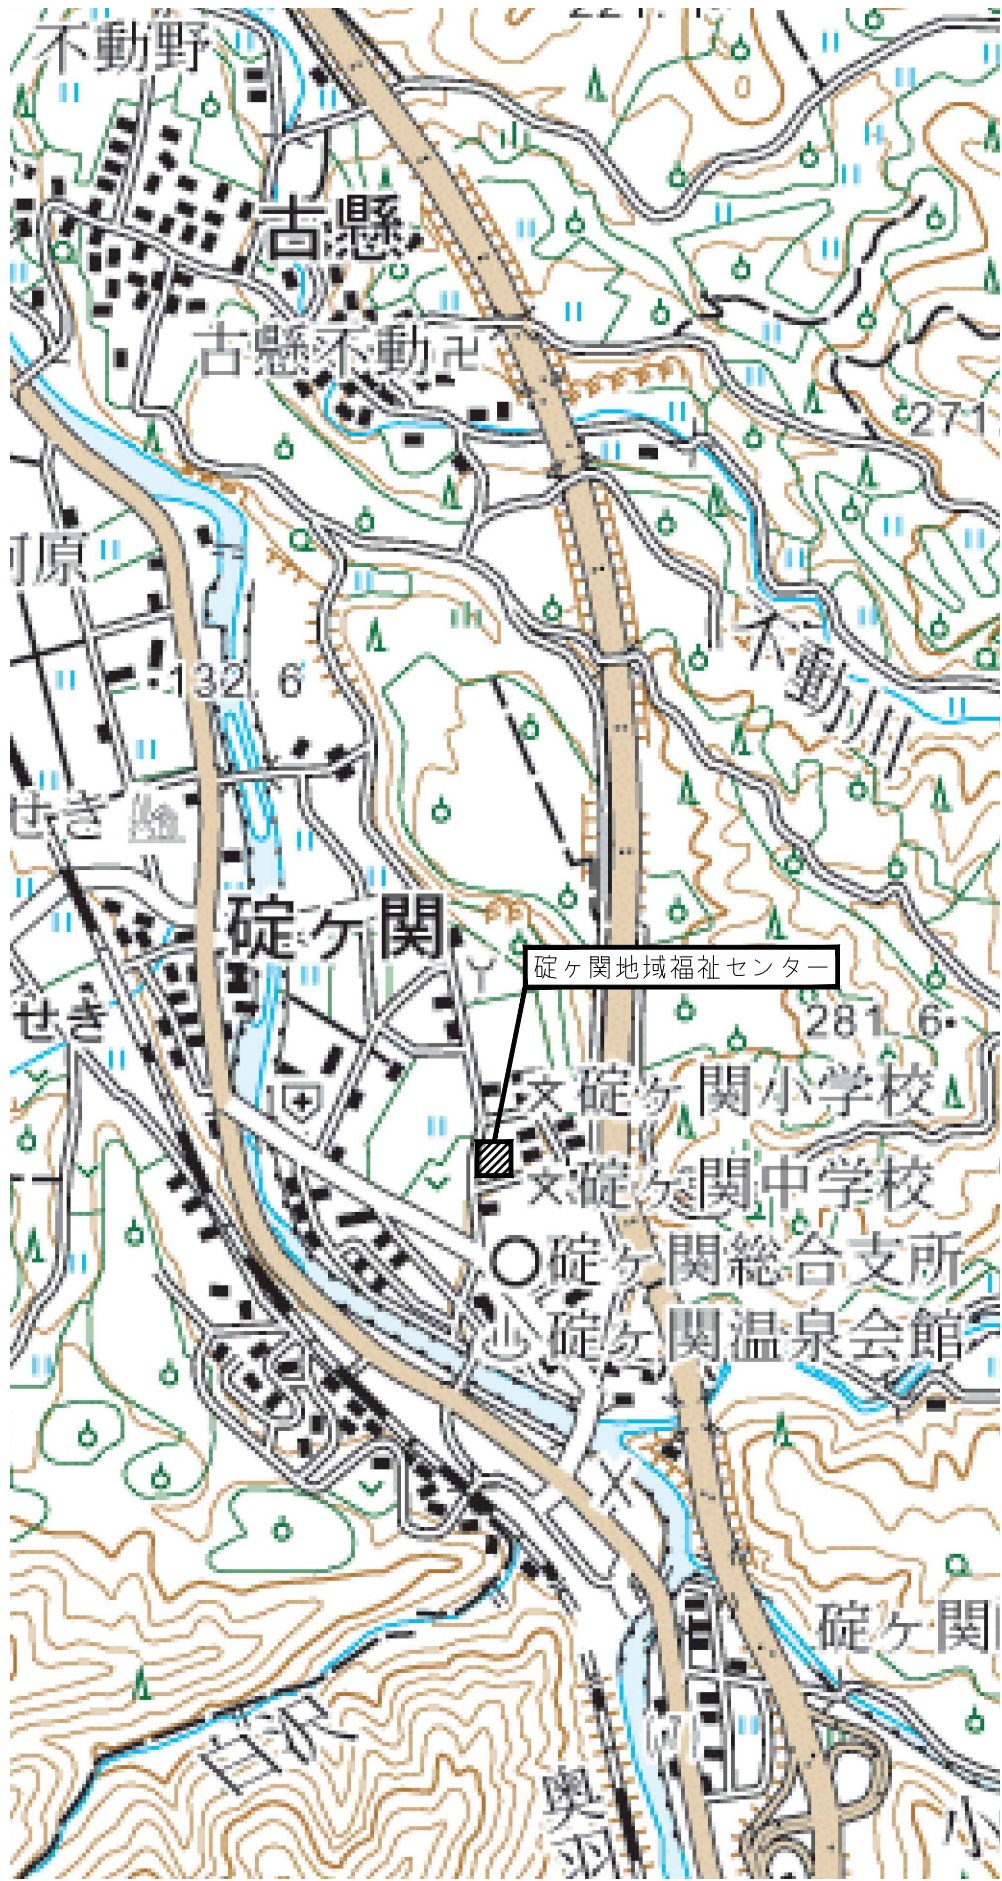 不動野
古懸
古懸不動
271
原
不動川
132.6
せき
碇ヶ関
碇ヶ関地域福祉センター
せき
281.6
碇ヶ関小学校
碇ヶ関中学校
碇ヶ関総合支所
碇ヶ関温泉会館
碇ヶ関
白沢
(7)
奥羽
小